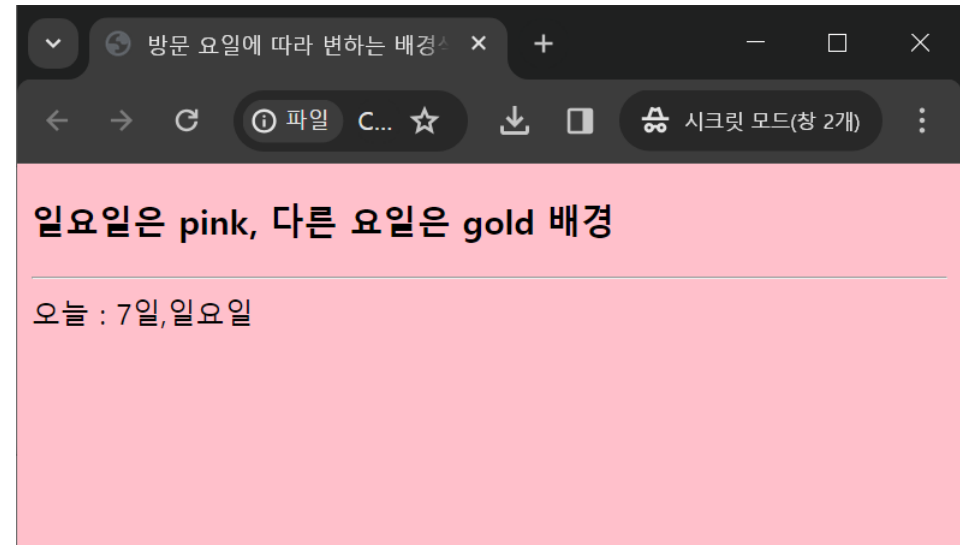 방문 요일에 따라 변하는 배경
파일 C... 시크릿 모드(창 2개)
일요일은 pink, 다른 요일은 gold 배경
오늘 : 7일,일요일